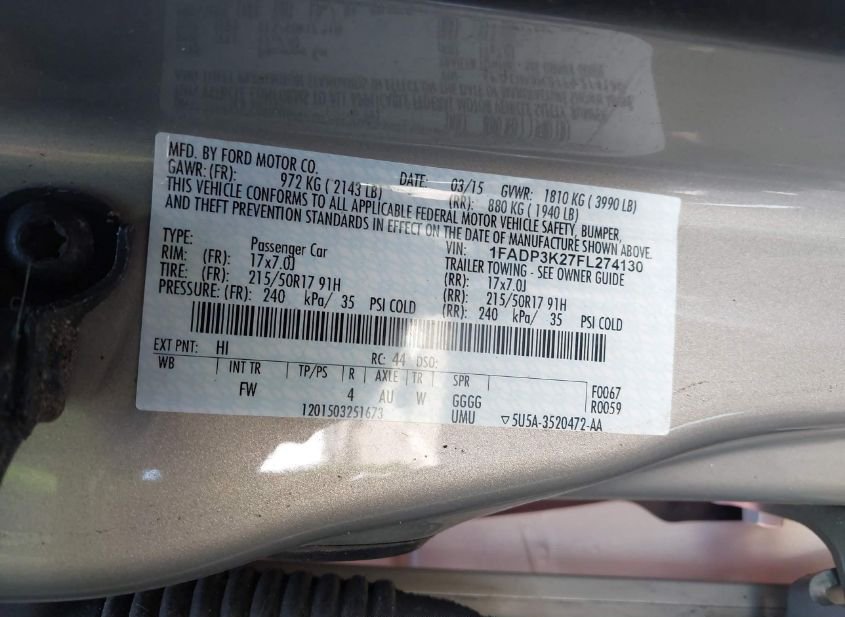 MFD. BY FORD MOTOR CO. DATE: 03/15 GVWR: 1810 KG ( 3990 LB)
GAWR: (FR): 972 KG ( 2143 LB) (RR): 880 KG ( 1940 LB)
THIS VEHICLE CONFORMS TO ALL APPLICABLE FEDERAL MOTOR VEHICLE SAFETY, BUMPER,
AND THEFT PREVENTION STANDARDS IN EFFECT ON THE DATE OF MANUFACTURE SHOWN ABOVE.
VIN: 1FADP3K27FL274130
TYPE: Passenger Car TRAILER TOWING - SEE OWNER GUIDE
RIM: (FR): 17x7.0J (RR): 17x7.0J
TIRE: (FR): 215/50R17 91H (RR): 215/50R17 91H
PRESSURE: (FR): 240 kPa/ 35 PSI COLD (RR): 240 kPa/ 35 PSI COLD
EXT PNT: HI RC: 44 DSO:
WB INT TR TP/PS R AXLE TR SPR F0067
FW 4 AU W GGGG R0059
1201503251673 UMU ▽5U5A-3520472-AA